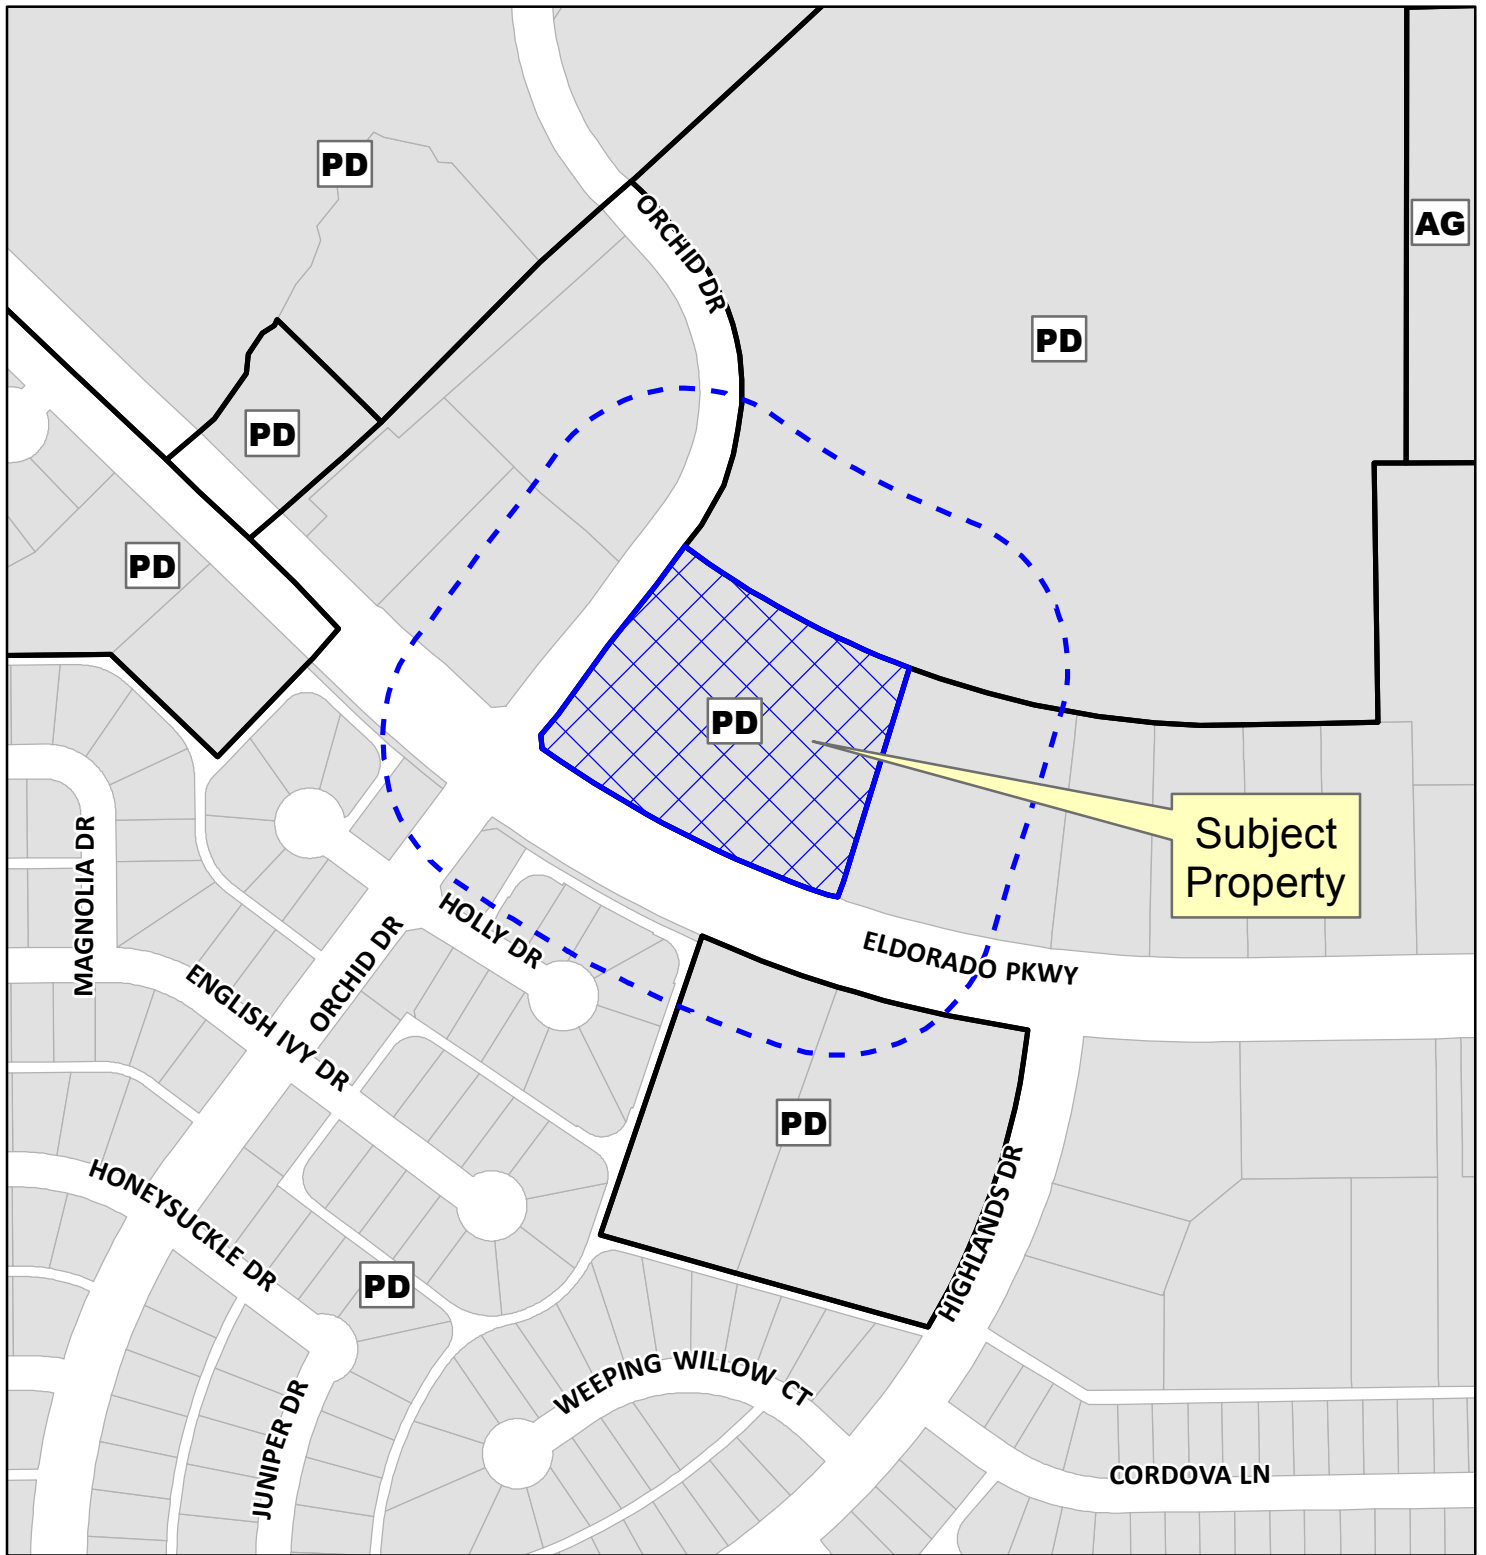 PD
ORCHID DR
AG
PD
PD
PD
PD
Subject
Property
MAGNOLIA DR
HOLLY DR
ORCHID DR
ELDORADO PKWY
ENGLISH IVY DR
PD
HIGHLANDS DR
HONEYSUCKLE DR
PD
WEEPING WILLOW CT
JUNIPER DR
CORDOVA LN